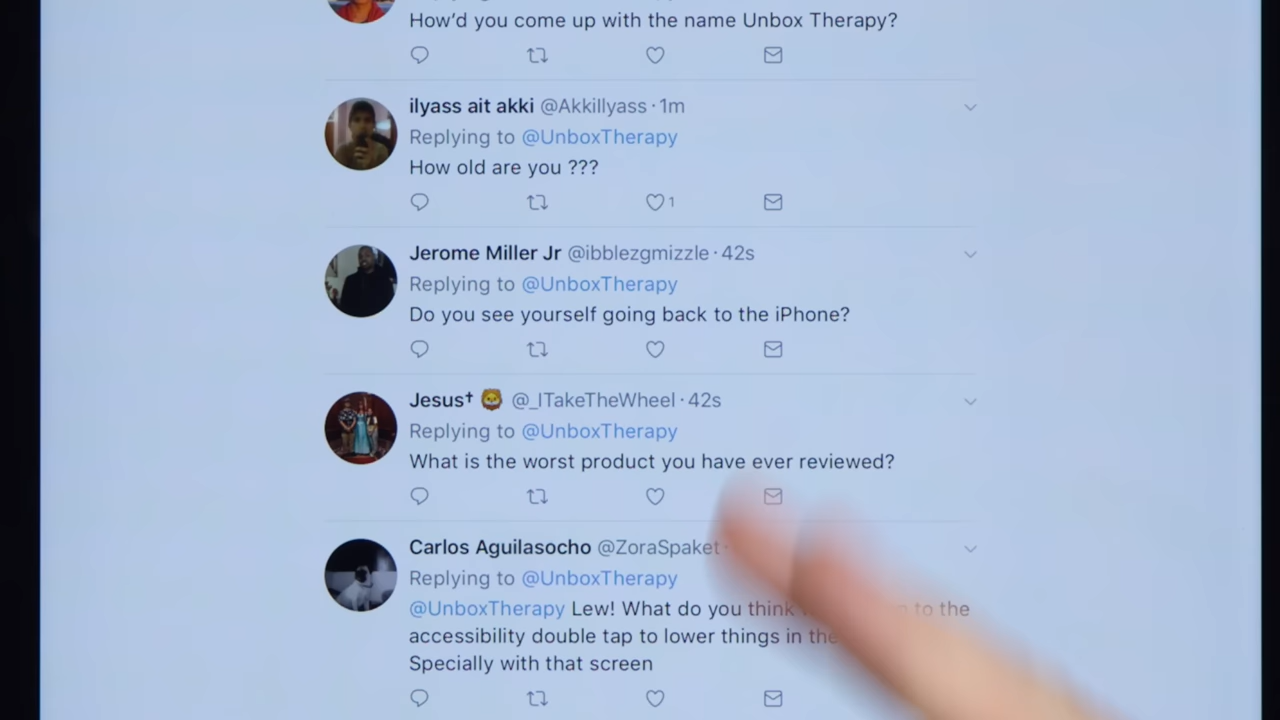 How’d you come up with the name Unbox Therapy?
ilyass ait akki @Akkillyass · 1m
Replying to @UnboxTherapy
How old are you ???
1
Jerome Miller Jr @ibblezgmizzle · 42s
Replying to @UnboxTherapy
Do you see yourself going back to the iPhone?
Jesus† 🦁 @_ITakeTheWheel · 42s
Replying to @UnboxTherapy
What is the worst product you have ever reviewed?
Carlos Aguilasocho @ZoraSpaket
Replying to @UnboxTherapy
@UnboxTherapy Lew! What do you think to the
accessibility double tap to lower things in the
Specially with that screen